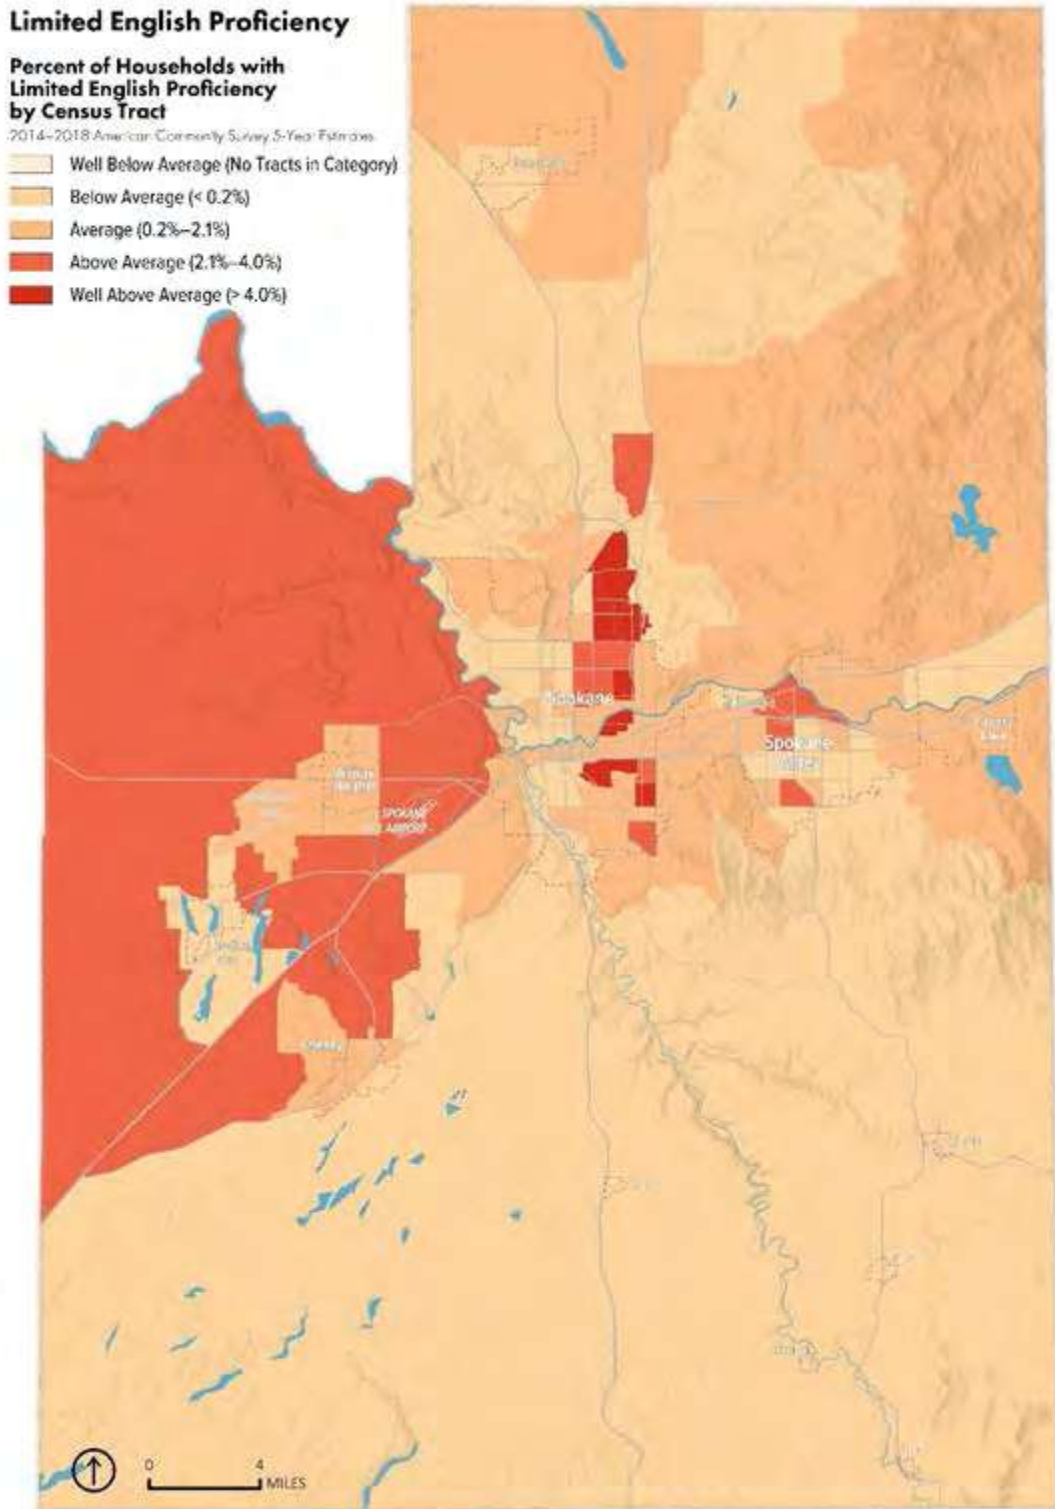 Limited English Proficiency
Percent of Households with
Limited English Proficiency
by Census Tract
2014–2018 American Community Survey 5-Year Estimates
Well Below Average (No Tracts in Category)
Below Average (< 0.2%)
Average (0.2%–2.1%)
Above Average (2.1%–4.0%)
Well Above Average (> 4.0%)
Spokane
Spokane
Valley
SPOKANE
AIRPORT
Cheney
0
4
MILES